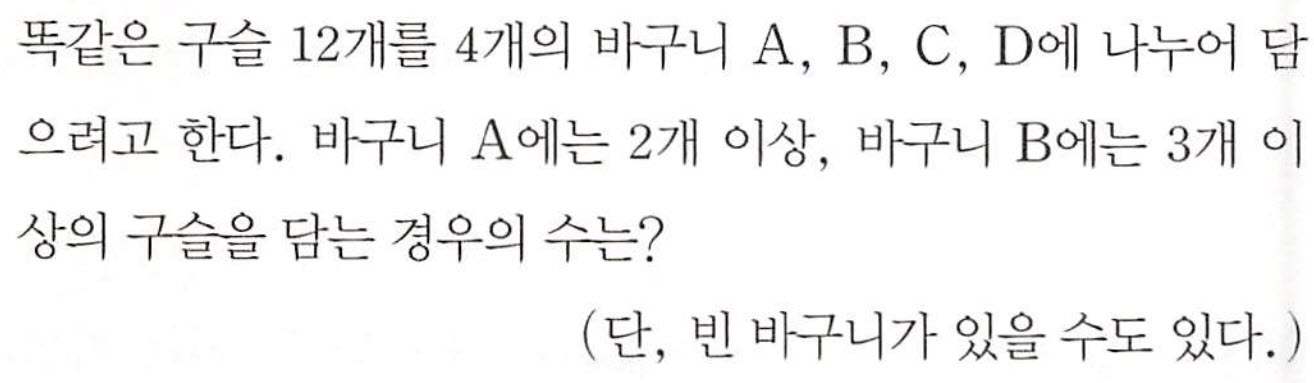 똑같은 구슬 12개를 4개의 바구니 A, B, C, D에 나누어 담
으려고 한다. 바구니 A에는 2개 이상, 바구니 B에는 3개 이
상의 구슬을 담는 경우의 수는?
(단, 빈 바구니가 있을 수도 있다.)